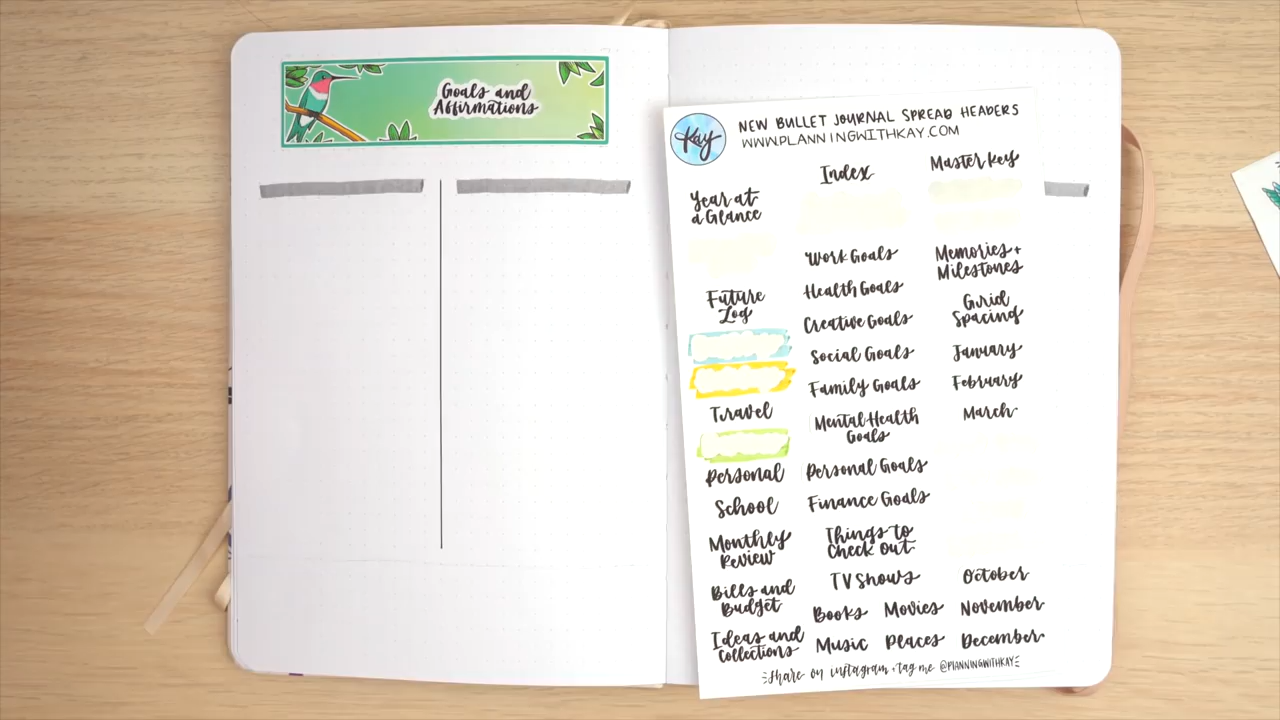 Goals and
Affirmations
Kay
NEW BULLET JOURNAL SPREAD HEADERS
WWW.PLANNINGWITHKAY.COM
Year at
a Glance
Future
Log
Travel
Personal
School
Monthly
Review
Bills and
Budget
Ideas and
Collections
Index
Work Goals
Health Goals
Creative Goals
Social Goals
Family Goals
Mental Health
Goals
Personal Goals
Finance Goals
Things to
Check Out
TV Shows
Books Movies
Music Places
Master Key
Memories +
Milestones
Grid
Spacing
January
February
March
October
November
December
Share on instagram + tag me @PLANNINGWITHKAY